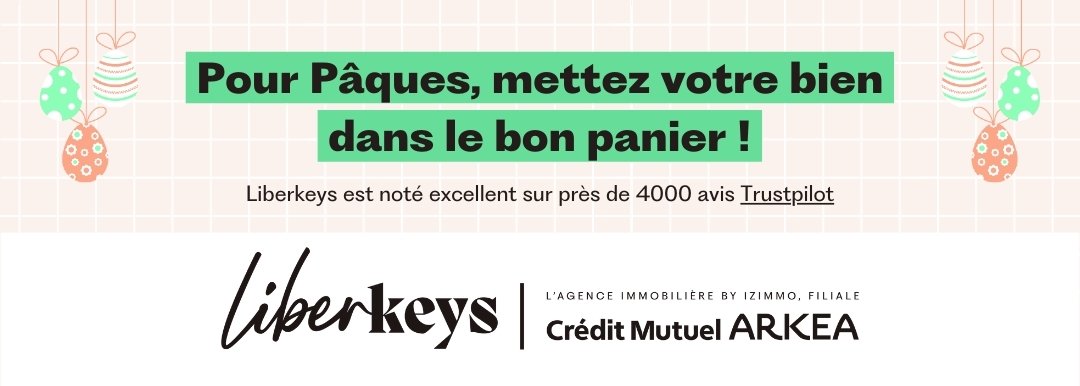 Pour Pâques, mettez votre bien
dans le bon panier !
Liberkeys est noté excellent sur près de 4000 avis Trustpilot
Liberkeys
L'AGENCE IMMOBILIÈRE BY IZIMMO, FILIALE
Crédit Mutuel ARKEA